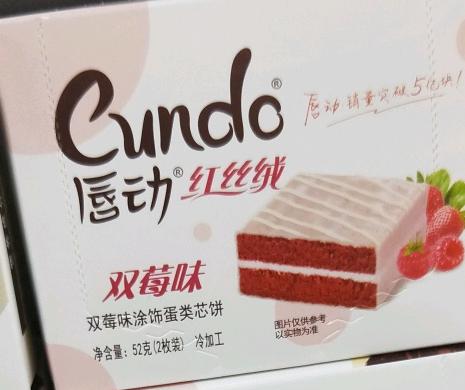 Cundo®
唇动®红丝绒
唇动销量突破5亿块!
双莓味
双莓味涂饰蛋类芯饼
净含量：52克(2枚装) 冷加工
图片仅供参考
以实物为准